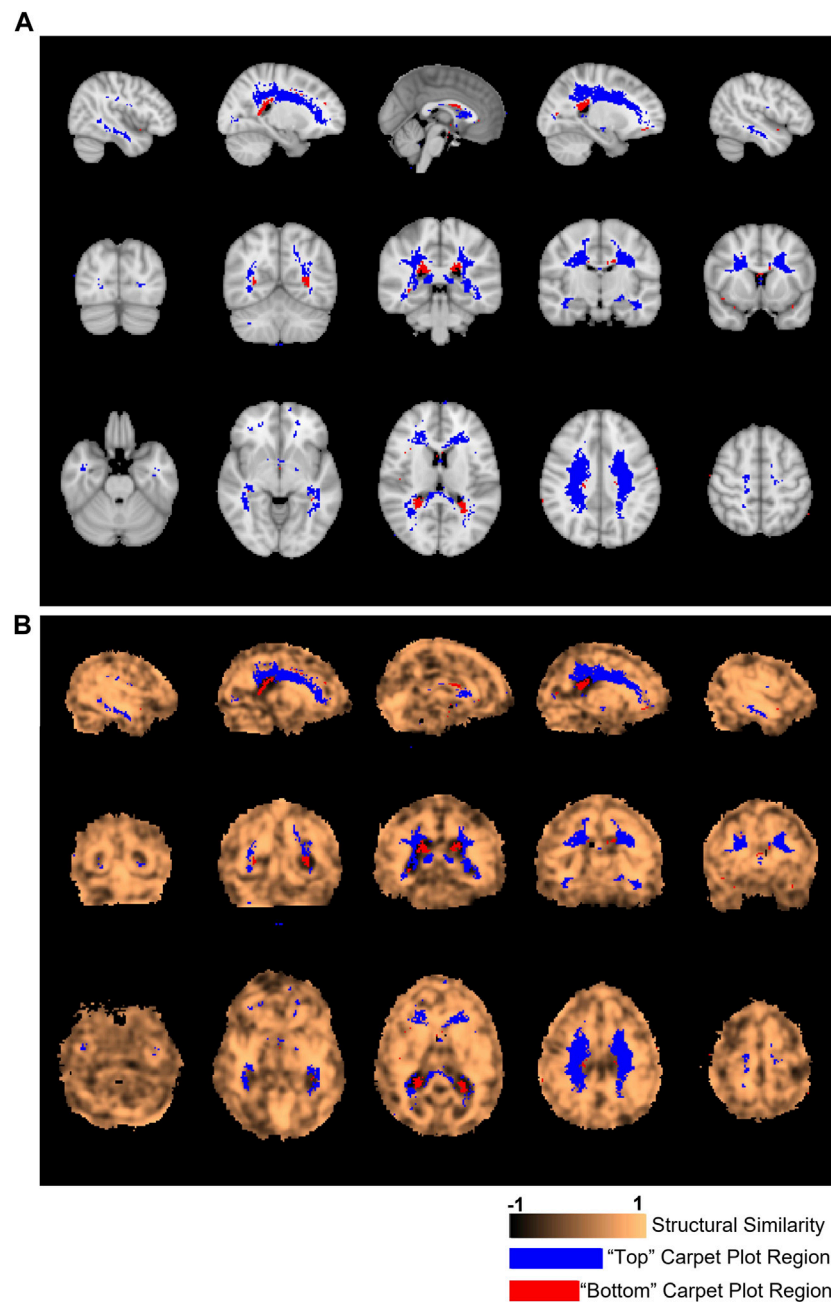 A
B
-1 1
Structural Similarity
“Top” Carpet Plot Region
“Bottom” Carpet Plot Region